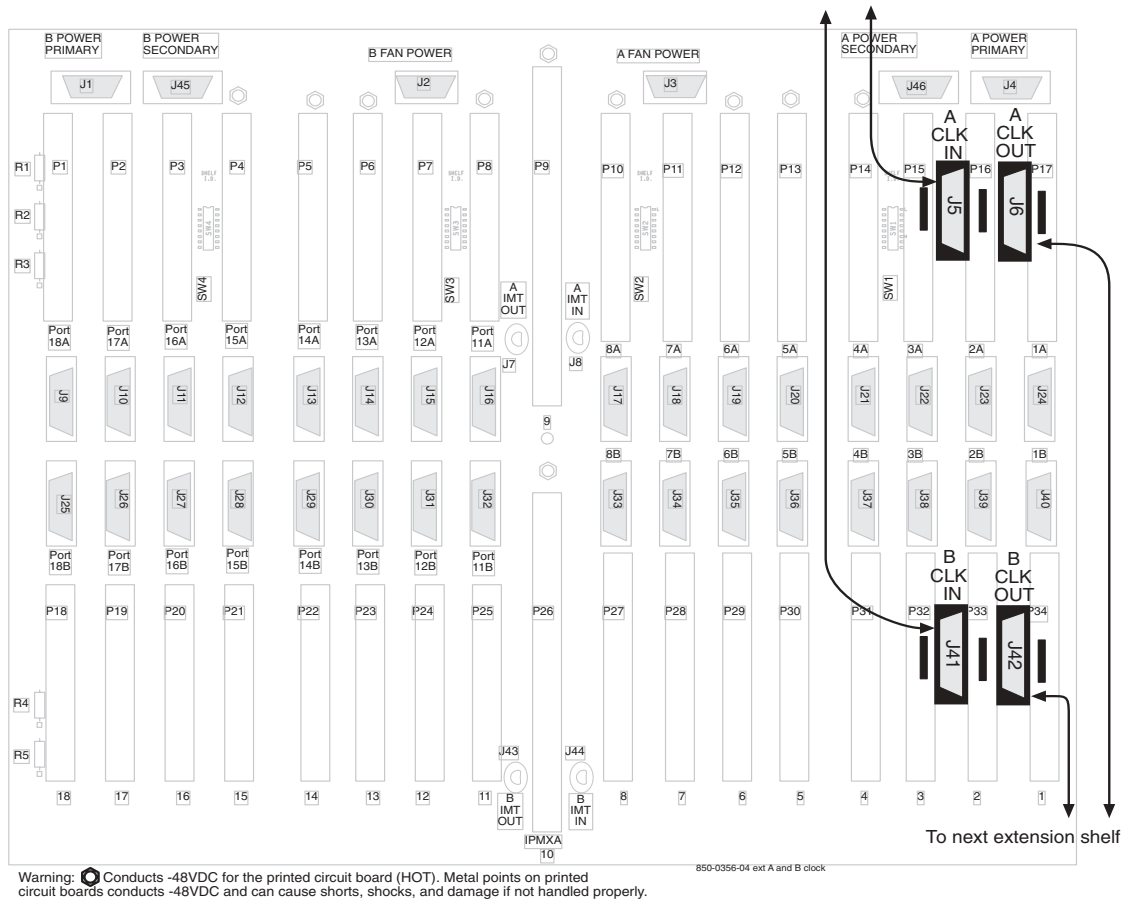 B POWER
PRIMARY
B POWER
SECONDARY
B FAN POWER
A FAN POWER
A POWER
SECONDARY
A POWER
PRIMARY
J1
J45
J2
J3
J46
J4
A
CLK
IN
A
CLK
OUT
R1
P1
P2
P3
P4
P5
P6
P7
P8
P9
P10
P11
P12
P13
P14
P15
P16
P17
SHELF
I.D.
SHELF
I.D.
SHELF
I.D.
SHELF
I.D.
R2
SW4
SW3
SW2
SW1
J5
J6
R3
SW4
SW3
SW2
SW1
A
IMT
OUT
A
IMT
IN
Port
18A
Port
17A
Port
16A
Port
15A
Port
14A
Port
13A
Port
12A
Port
11A
J7
J8
8A
7A
6A
5A
4A
3A
2A
1A
J9
J10
J11
J12
J13
J14
J15
J16
J17
J18
J19
J20
J21
J22
J23
J24
9
8B
7B
6B
5B
4B
3B
2B
1B
J25
J26
J27
J28
J29
J30
J31
J32
J33
J34
J35
J36
J37
J38
J39
J40
Port
18B
Port
17B
Port
16B
Port
15B
Port
14B
Port
13B
Port
12B
Port
11B
B
CLK
IN
B
CLK
OUT
P18
P19
P20
P21
P22
P23
P24
P25
P26
P27
P28
P29
P30
P31
P32
P33
P34
J41
J42
R4
R5
J43
J44
18
17
16
15
14
13
12
11
B
IMT
OUT
B
IMT
IN
8
7
6
5
4
3
2
1
IPMXA
10
To next extension shelf
850-0356-04 ext A and B clock
Warning: Conducts -48VDC for the printed circuit board (HOT). Metal points on printed
circuit boards conducts -48VDC and can cause shorts, shocks, and damage if not handled properly.